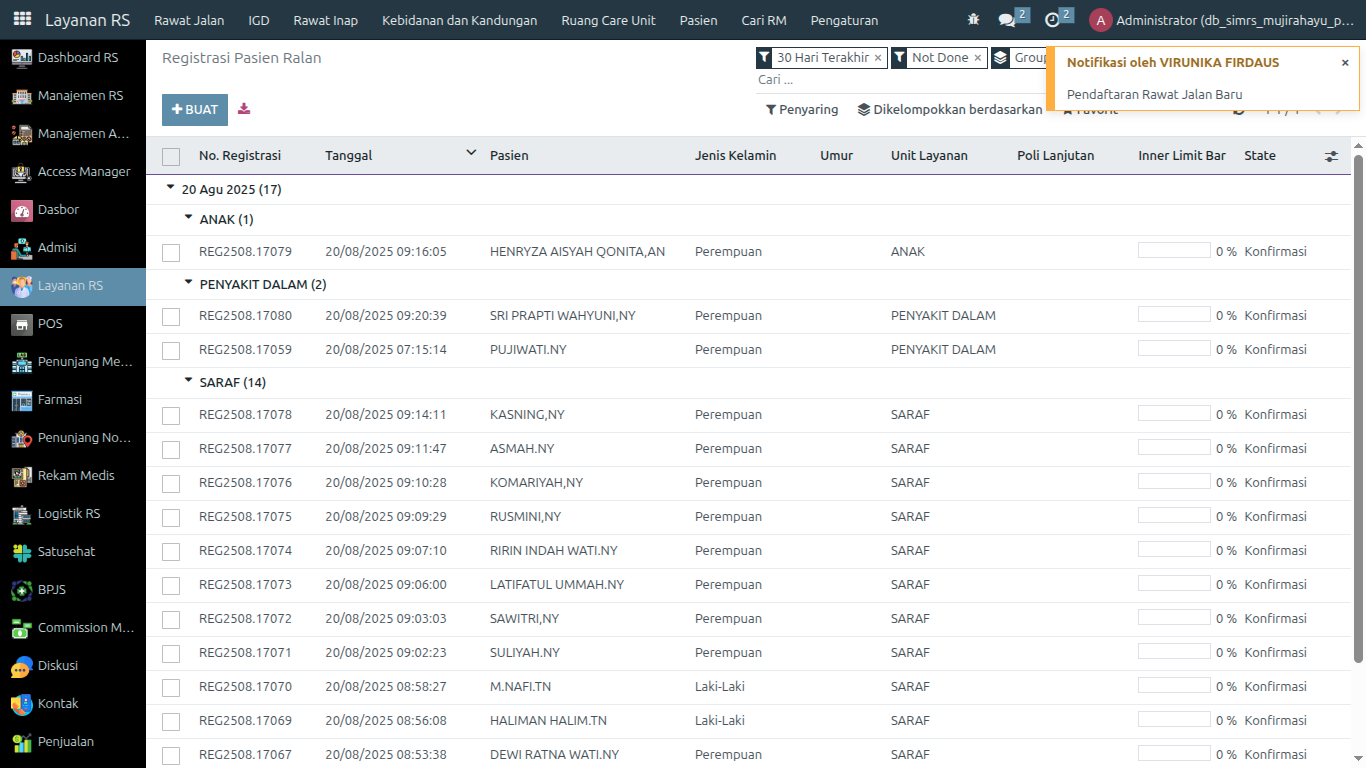 Layanan RS Rawat Jalan IGD Rawat Inap Kebidanan dan Kandungan Ruang Care Unit Pasien Cari RM Pengaturan 2 2 A Administrator (db_simrs_mujirahayu_p...
Dashboard RS
Manajemen RS
Manajemen A...
Access Manager
Dasbor
Admisi
Layanan RS
POS
Penunjang Me...
Farmasi
Penunjang No...
Rekam Medis
Logistik RS
Satusehat
BPJS
Commission M...
Diskusi
Kontak
Penjualan
Registrasi Pasien Ralan
30 Hari Terakhir × Not Done ×
Cari ...
Notifikasi oleh VIRUNIKA FIRDAUS ×
Pendaftaran Rawat Jalan Baru
+ BUAT
Penyaring Dikelompokkan berdasarkan Favorit
No. Registrasi Tanggal Pasien Jenis Kelamin Umur Unit Layanan Poli Lanjutan Inner Limit Bar State
20 Agu 2025 (17)
ANAK (1)
REG2508.17079 20/08/2025 09:16:05 HENRYZA AISYAH QONITA,AN Perempuan ANAK 0 % Konfirmasi
PENYAKIT DALAM (2)
REG2508.17080 20/08/2025 09:20:39 SRI PRAPTI WAHYUNI,NY Perempuan PENYAKIT DALAM 0 % Konfirmasi
REG2508.17059 20/08/2025 07:15:14 PUJIWATI.NY Perempuan PENYAKIT DALAM 0 % Konfirmasi
SARAF (14)
REG2508.17078 20/08/2025 09:14:11 KASNING,NY Perempuan SARAF 0 % Konfirmasi
REG2508.17077 20/08/2025 09:11:47 ASMAH.NY Perempuan SARAF 0 % Konfirmasi
REG2508.17076 20/08/2025 09:10:28 KOMARIYAH,NY Perempuan SARAF 0 % Konfirmasi
REG2508.17075 20/08/2025 09:09:29 RUSMINI,NY Perempuan SARAF 0 % Konfirmasi
REG2508.17074 20/08/2025 09:07:10 RIRIN INDAH WATI.NY Perempuan SARAF 0 % Konfirmasi
REG2508.17073 20/08/2025 09:06:00 LATIFATUL UMMAH.NY Perempuan SARAF 0 % Konfirmasi
REG2508.17072 20/08/2025 09:03:03 SAWITRI,NY Perempuan SARAF 0 % Konfirmasi
REG2508.17071 20/08/2025 09:02:23 SULIYAH.NY Perempuan SARAF 0 % Konfirmasi
REG2508.17070 20/08/2025 08:58:27 M.NAFI.TN Laki-Laki SARAF 0 % Konfirmasi
REG2508.17069 20/08/2025 08:56:08 HALIMAN HALIM.TN Laki-Laki SARAF 0 % Konfirmasi
REG2508.17067 20/08/2025 08:53:38 DEWI RATNA WATI.NY Perempuan SARAF 0 % Konfirmasi